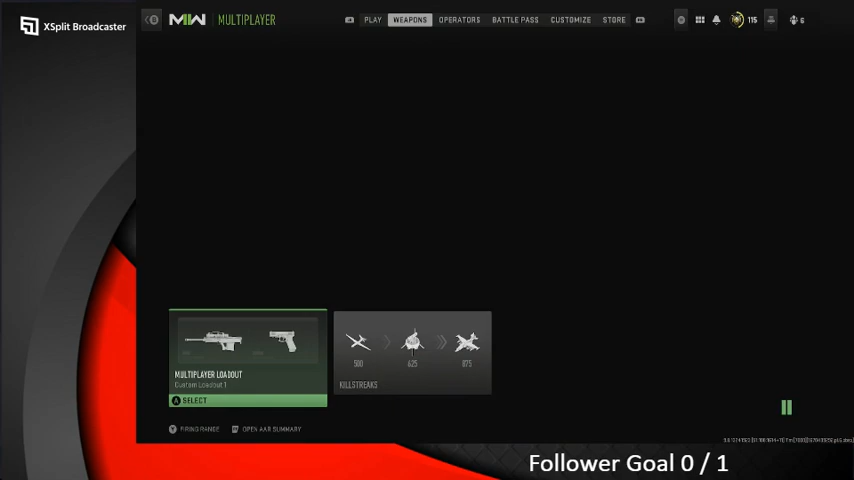 XSplit Broadcaster
MW MULTIPLAYER
PLAY WEAPONS OPERATORS BATTLE PASS CUSTOMIZE STORE
115
6
500 625 875
MULTIPLAYER LOADOUT
Custom Loadout 1
KILLSTREAKS
A SELECT
Y FIRING RANGE OPEN AAR SUMMARY
Follower Goal 0 / 1